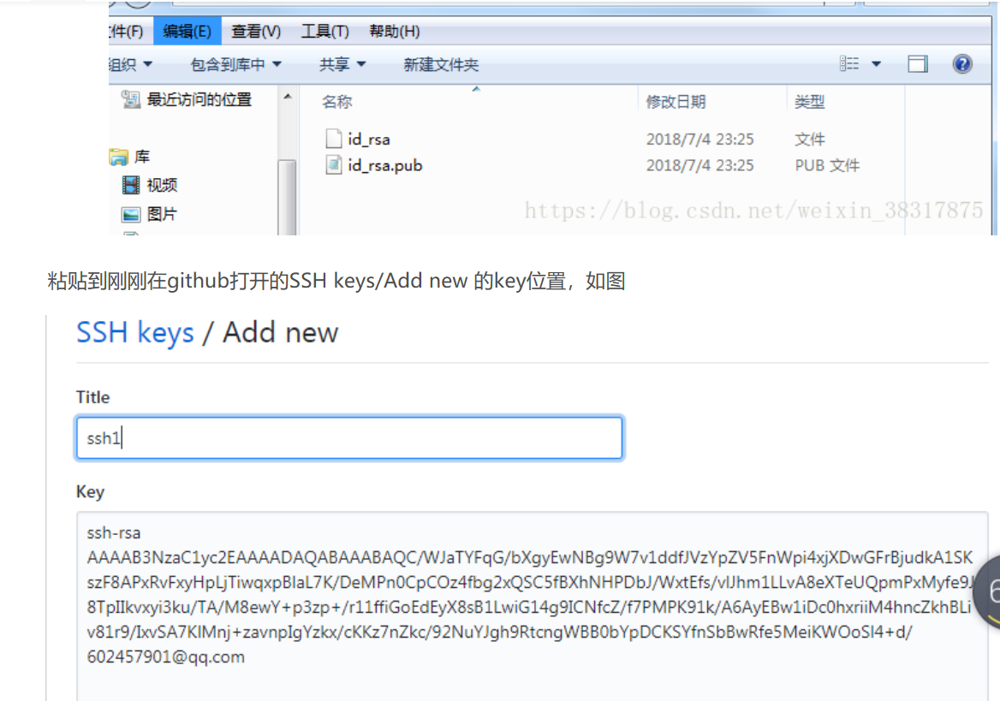 件(F) 编辑(E) 查看(V) 工具(T) 帮助(H)
组织 包含到库中 共享 新建文件夹
最近访问的位置 名称 修改日期 类型
id_rsa 2018/7/4 23:25 文件
库 id_rsa.pub 2018/7/4 23:25 PUB 文件
视频
图片 https://blog.csdn.net/weixin_38317875
粘贴到刚刚在github打开的SSH keys/Add new 的key位置，如图
SSH keys / Add new
Title
ssh1
Key
ssh-rsa
AAAAB3NzaC1yc2EAAAADAQABAAABAQC/WJaTYFqG/bXgyEwNBg9W7v1ddfJVzYpZV5FnWpi4xjXDwGFrBjudkA1SK
szF8APxRvFxyHpLjTiwqxpBIaL7K/DeMPn0CpCOz4fbg2xQSC5fBXhNHPDbJ/WxtEfs/vlJhm1LLvA8eXTeUQpmPxMyfe9J
8TpIIkvxyi3ku/TA/M8ewY+p3zp+/r11ffiGoEdEyX8sB1LwiG14g9ICNfcZ/f7PMPK91k/A6AyEBw1iDc0hxriiM4hncZkhBLi
v81r9/IxvSA7KlMnj+zavnpIgYzkx/cKKz7nZkc/92NuYJgh9RtcngWBB0bYpDCKSYfnSbBwRfe5MeiKWOoSl4+d/
602457901@qq.com